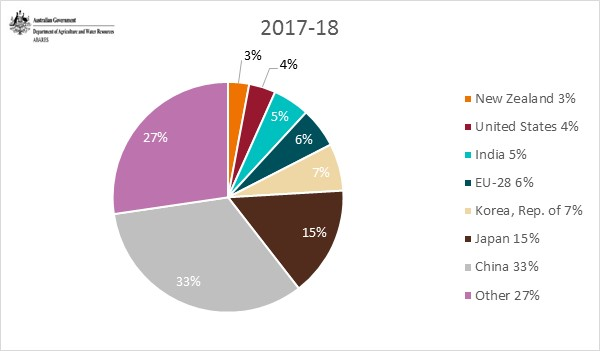 Australian Government
Department of Agriculture and Water Resources
ABARES
2017-18
3%
4%
5%
6%
7%
15%
33%
27%
New Zealand 3%
United States 4%
India 5%
EU-28 6%
Korea, Rep. of 7%
Japan 15%
China 33%
Other 27%